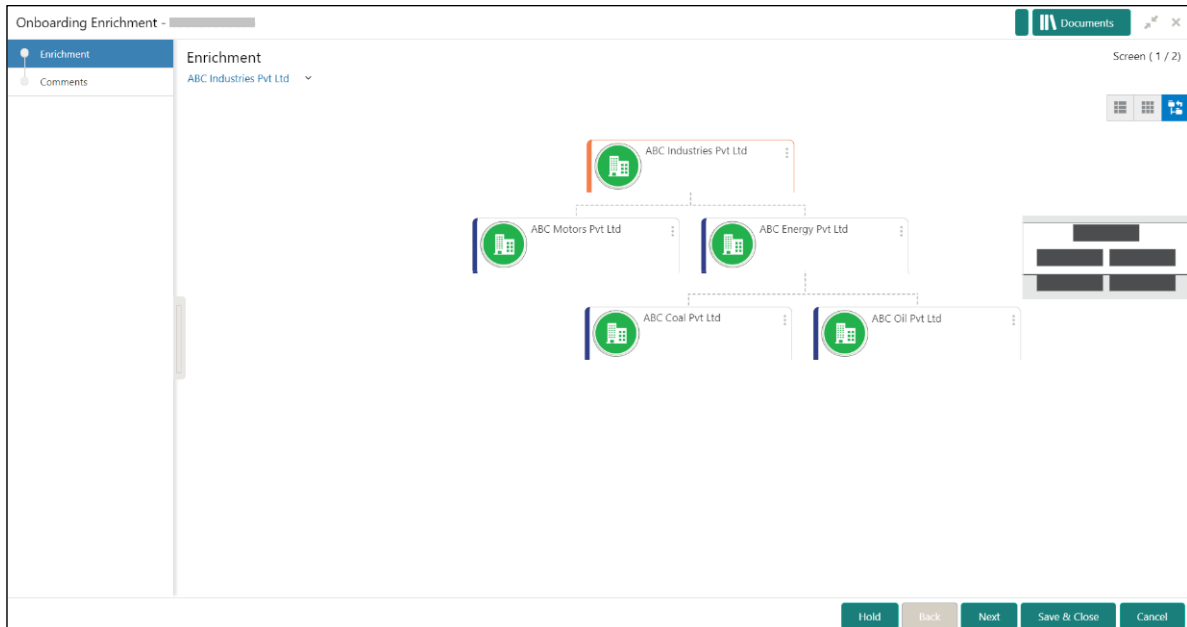 Onboarding Enrichment -
Documents
Enrichment
Comments
Enrichment
Screen ( 1 / 2)
ABC Industries Pvt Ltd
ABC Industries Pvt Ltd
ABC Motors Pvt Ltd
ABC Energy Pvt Ltd
ABC Coal Pvt Ltd
ABC Oil Pvt Ltd
Hold
Back
Next
Save & Close
Cancel